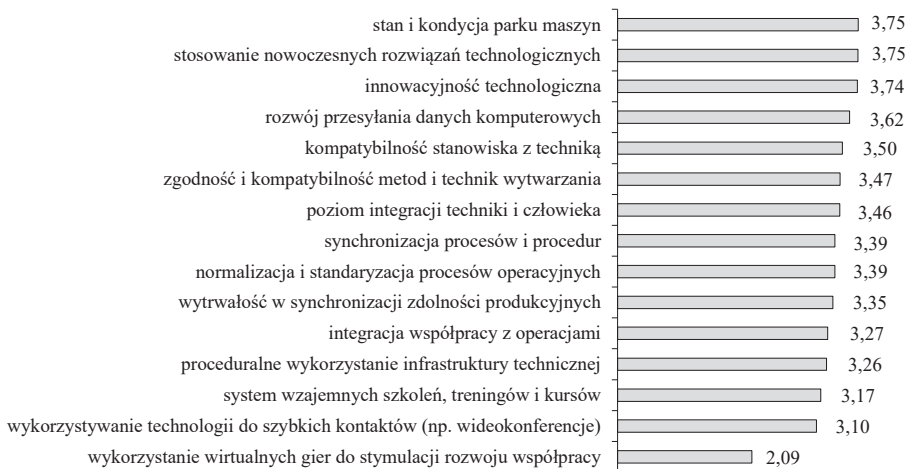 stan i kondycja parku maszyn 3,75
stosowanie nowoczesnych rozwiązań technologicznych 3,75
innowacyjność technologiczna 3,74
rozwój przesyłania danych komputerowych 3,62
kompatybilność stanowiska z techniką 3,50
zgodność i kompatybilność metod i technik wytwarzania 3,47
poziom integracji techniki i człowieka 3,46
synchronizacja procesów i procedur 3,39
normalizacja i standaryzacja procesów operacyjnych 3,39
wytrwałość w synchronizacji zdolności produkcyjnych 3,35
integracja współpracy z operacjami 3,27
proceduralne wykorzystanie infrastruktury technicznej 3,26
system wzajemnych szkoleń, treningów i kursów 3,17
wykorzystywanie technologii do szybkich kontaktów (np. wideokonferencje) 3,10
wykorzystanie wirtualnych gier do stymulacji rozwoju współpracy 2,09